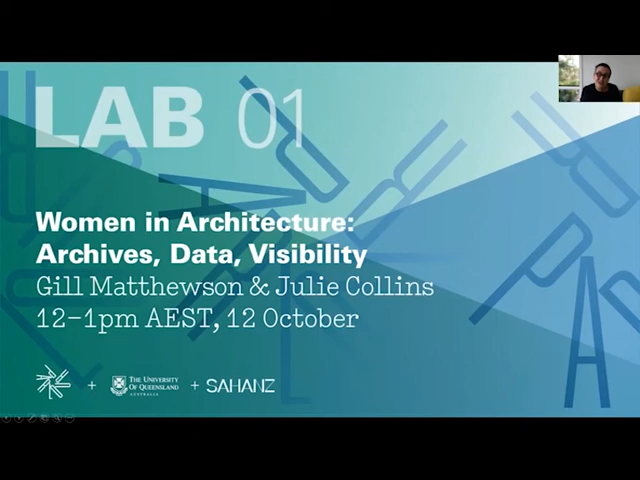 LAB 01
Women in Architecture:
Archives, Data, Visibility
Gill Matthewson & Julie Collins
12–1pm AEST, 12 October
+ THE UNIVERSITY OF QUEENSLAND AUSTRALIA + SAHANZ